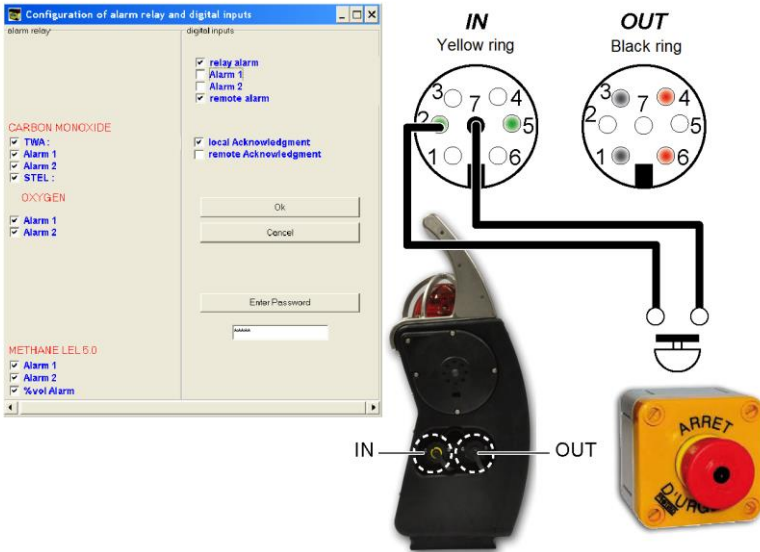 Configuration of alarm relay and digital inputs
alarm relay
digital inputs
relay alarm
Alarm 1
Alarm 2
remote alarm
CARBON MONOXIDE
TWA :
Alarm 1
Alarm 2
STEL :
local Acknowledgment
remote Acknowledgment
OXYGEN
Alarm 1
Alarm 2
Ok
Cancel
Enter Password
*****
METHANE LEL 5.0
Alarm 1
Alarm 2
%vol Alarm
IN
Yellow ring
3 7 4
2 5
1 6
OUT
Black ring
3 7 4
2 5
1 6
IN
OUT
ARRET